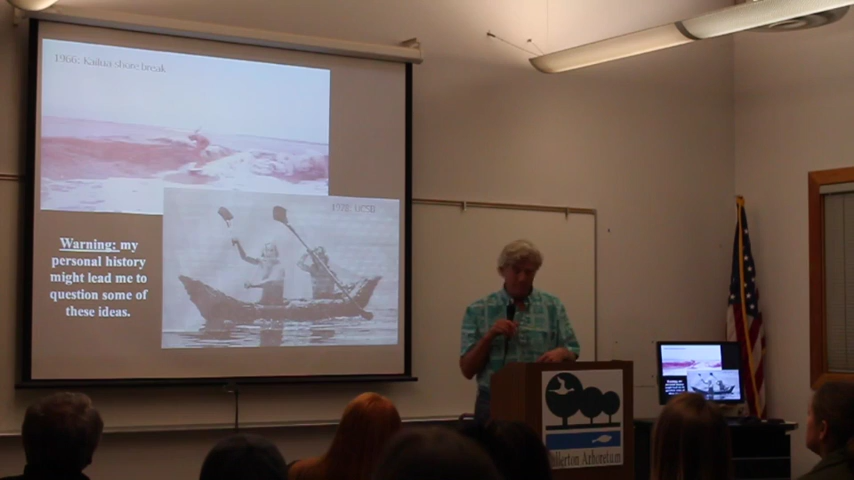 1966: Kailua shore break
1978: UCSB
Warning: my
personal history
might lead me to
question some of
these ideas.
Fullerton Arboretum